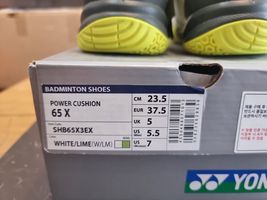 BADMINTON SHOES
POWER CUSHION
65 X
SHB65X3EX
WHITE/LIME(W/LM)
CM 23.5
EUR 37.5
UK 5
US 5.5
US 7
YON